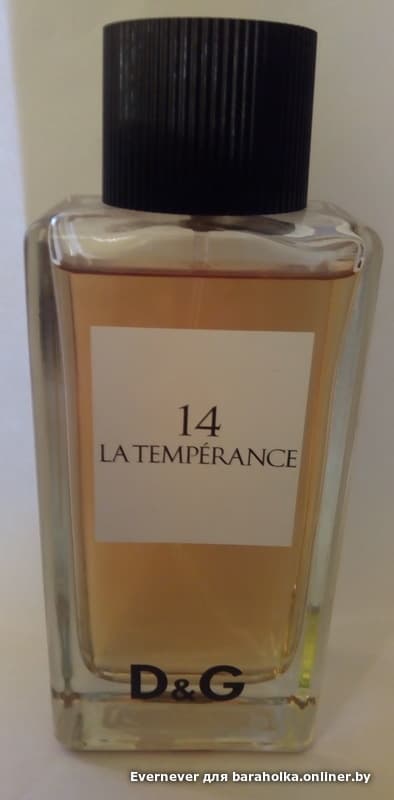 14
LA TEMPÉRANCE
D&G
Evernever для baraholka.onliner.by